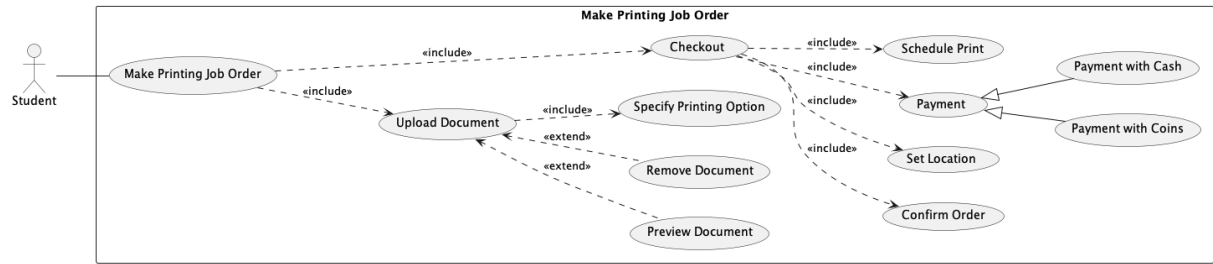 Make Printing Job Order
Student
Make Printing Job Order
«include»
«include»
Upload Document
Checkout
«include»
Specify Printing Option
«extend»
Remove Document
«extend»
Preview Document
«include»
Schedule Print
«include»
Payment
Payment with Cash
Payment with Coins
«include»
Set Location
«include»
Confirm Order